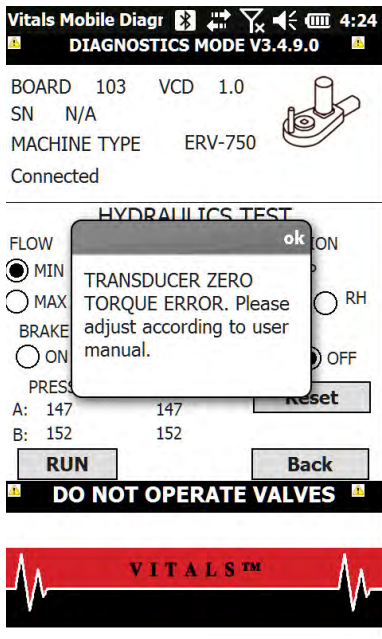 Vitals Mobile Diagr 4:24
DIAGNOSTICS MODE V3.4.9.0
BOARD 103 VCD 1.0
SN N/A
MACHINE TYPE ERV-750
Connected
HYDRAULICS TEST
ok
FLOW ION
MIN P
MAX RH
TRANSDUCER ZERO
TORQUE ERROR. Please
adjust according to user
manual.
BRAKE
ON OFF
PRESS
Reset
A: 147 147
B: 152 152
RUN Back
DO NOT OPERATE VALVES
VITALS™